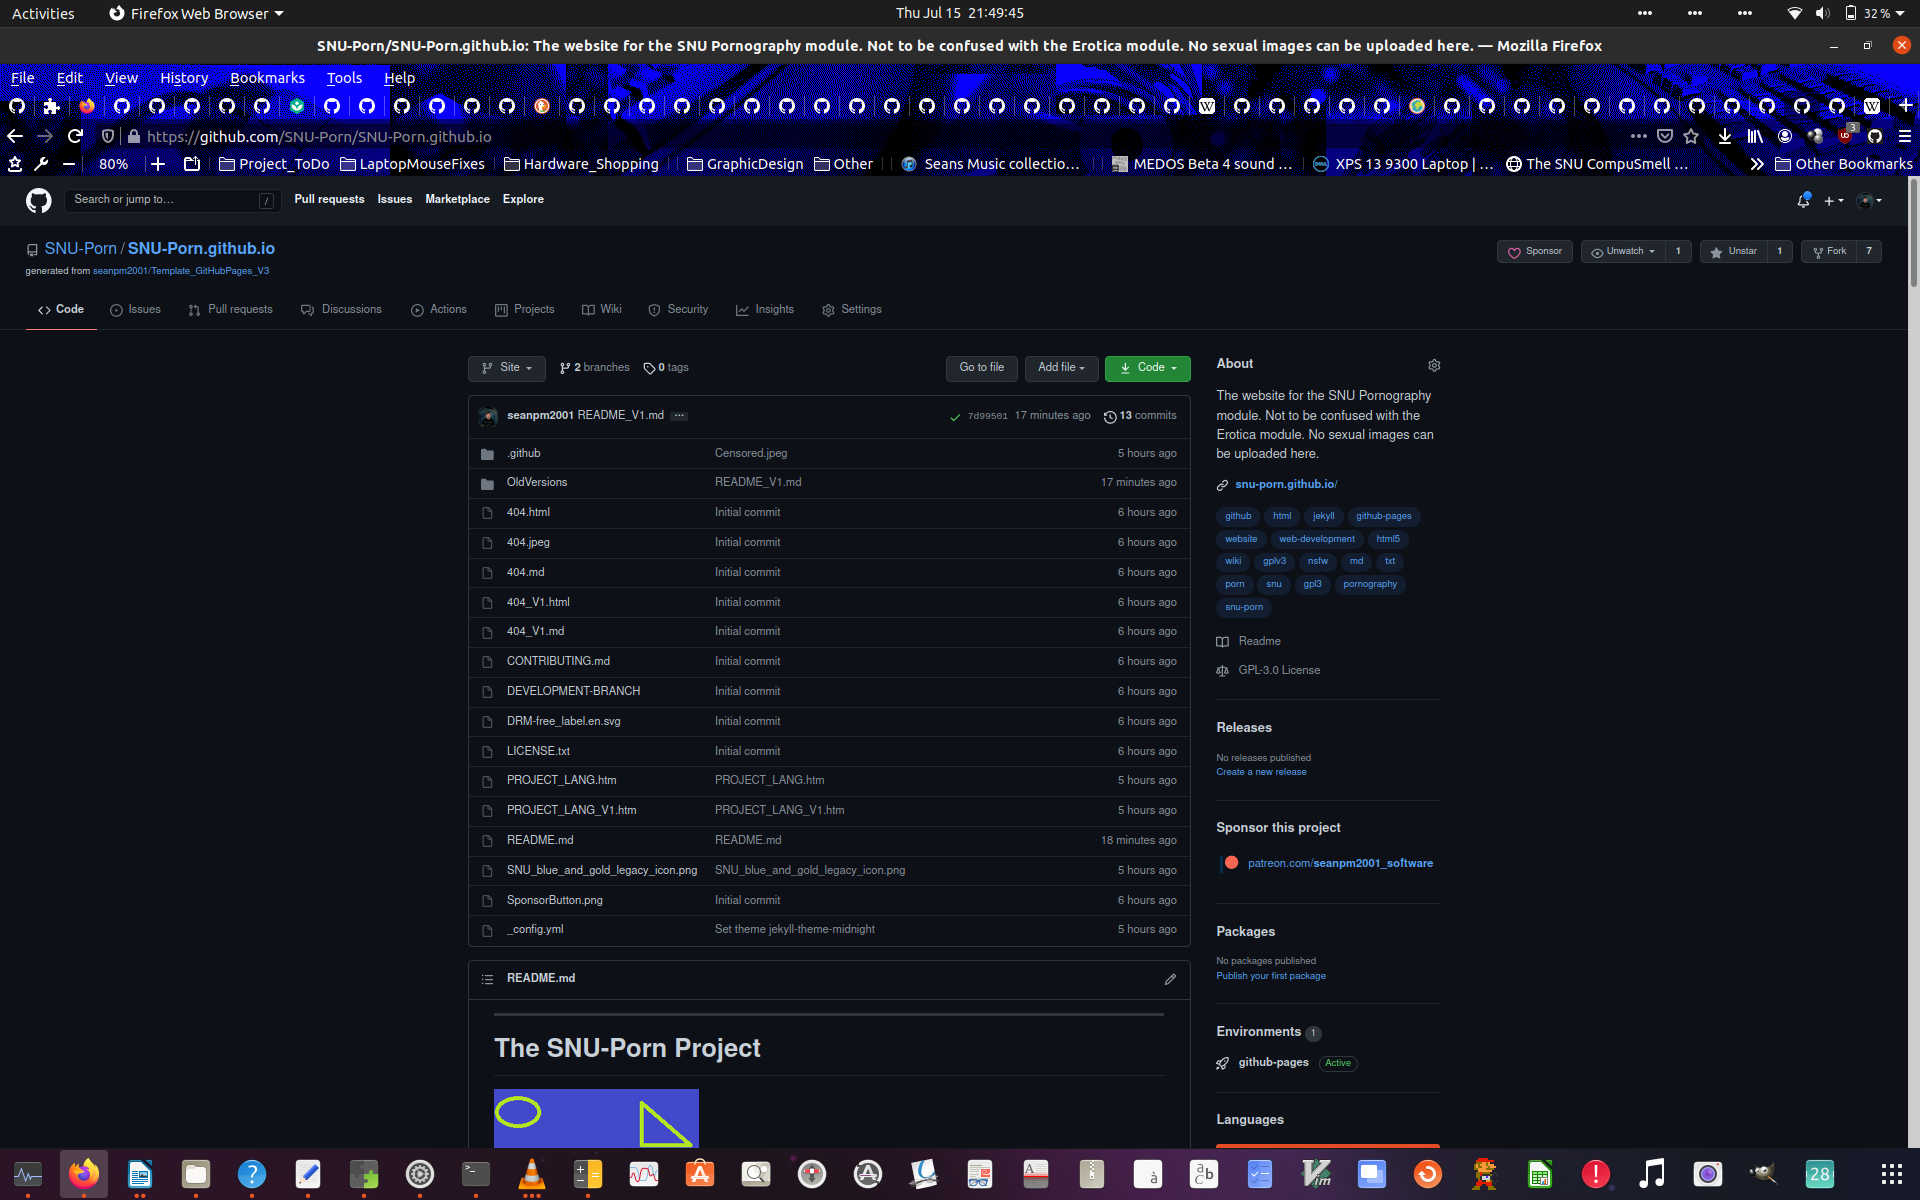 Activities Firefox Web Browser Thu Jul 15 21:49:45 32 %
SNU-Porn/SNU-Porn.github.io: The website for the SNU Pornography module. Not to be confused with the Erotica module. No sexual images can be uploaded here. — Mozilla Firefox
File Edit View History Bookmarks Tools Help
https://github.com/SNU-Porn/SNU-Porn.github.io 3
80% Project_ToDo LaptopMouseFixes Hardware_Shopping GraphicDesign Other Seans Music collectio… MEDOS Beta 4 sound … XPS 13 9300 Laptop | … The SNU CompuSmell … Other Bookmarks
Search or jump to… / Pull requests Issues Marketplace Explore
SNU-Porn / SNU-Porn.github.io
generated from seanpm2001/Template_GitHubPages_V3
Sponsor Unwatch 1 Unstar 1 Fork 7
Code Issues Pull requests Discussions Actions Projects Wiki Security Insights Settings
Site 2 branches 0 tags Go to file Add file Code
seanpm2001 README_V1.md ... 7d99501 17 minutes ago 13 commits
.github Censored.jpeg 5 hours ago
OldVersions README_V1.md 17 minutes ago
404.html Initial commit 6 hours ago
404.jpeg Initial commit 6 hours ago
404.md Initial commit 6 hours ago
404_V1.html Initial commit 6 hours ago
404_V1.md Initial commit 6 hours ago
CONTRIBUTING.md Initial commit 6 hours ago
DEVELOPMENT-BRANCH Initial commit 6 hours ago
DRM-free_label.en.svg Initial commit 6 hours ago
LICENSE.txt Initial commit 6 hours ago
PROJECT_LANG.htm PROJECT_LANG.htm 5 hours ago
PROJECT_LANG_V1.htm PROJECT_LANG_V1.htm 5 hours ago
README.md README.md 18 minutes ago
SNU_blue_and_gold_legacy_icon.png SNU_blue_and_gold_legacy_icon.png 5 hours ago
SponsorButton.png Initial commit 6 hours ago
_config.yml Set theme jekyll-theme-midnight 5 hours ago
README.md
The SNU-Porn Project
About
The website for the SNU Pornography
module. Not to be confused with the
Erotica module. No sexual images can
be uploaded here.
snu-porn.github.io/
github html jekyll github-pages
website web-development html5
wiki gplv3 nsfw md txt
porn snu gpl3 pornography
snu-porn
Readme
GPL-3.0 License
Releases
No releases published
Create a new release
Sponsor this project
patreon.com/seanpm2001_software
Packages
No packages published
Publish your first package
Environments 1
github-pages Active
Languages
28